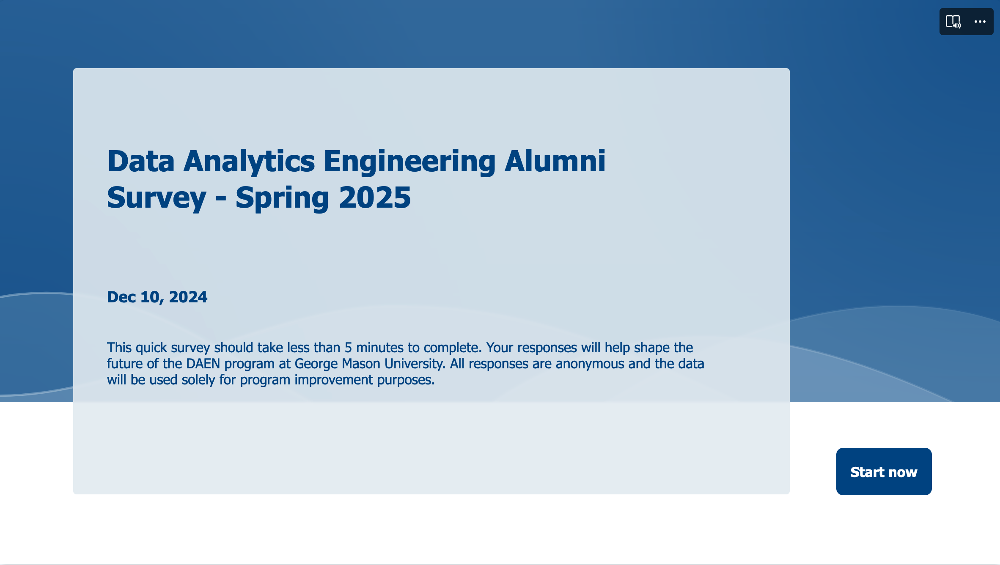 Data Analytics Engineering Alumni
Survey - Spring 2025
Dec 10, 2024
This quick survey should take less than 5 minutes to complete. Your responses will help shape the
future of the DAEN program at George Mason University. All responses are anonymous and the data
will be used solely for program improvement purposes.
Start now